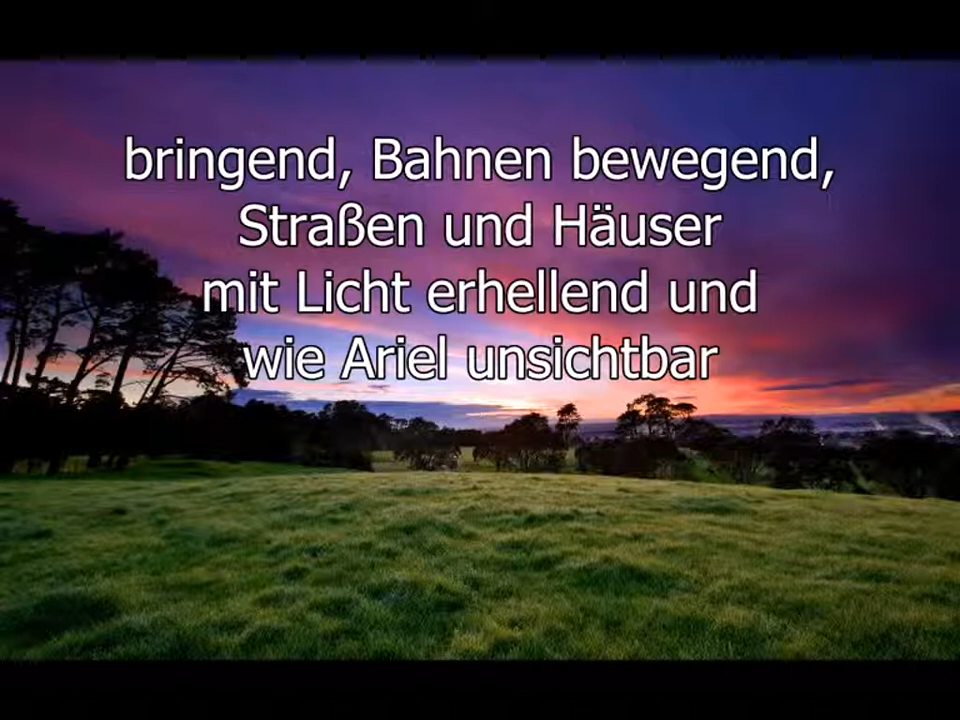 bringend, Bahnen bewegend,
Straßen und Häuser
mit Licht erhellend und
wie Ariel unsichtbar